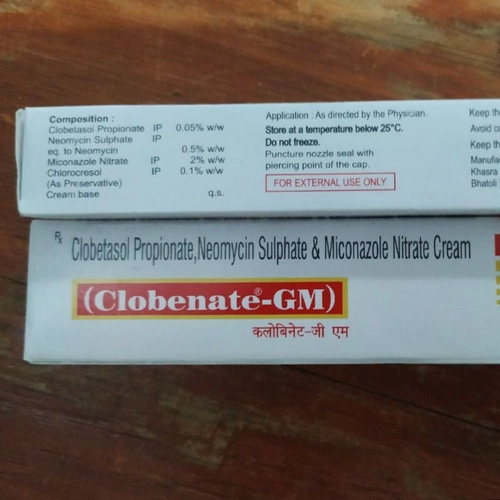 Composition :
Clobetasol Propionate IP 0.05% w/w
Neomycin Sulphate IP
eq. to Neomycin 0.5% w/w
Miconazole Nitrate IP 2% w/w
Chlorocresol IP 0.1% w/w
(As Preservative)
Cream base q.s.
Application : As directed by the Physician.
Store at a temperature below 25°C.
Do not freeze.
Puncture nozzle seal with
piercing point of the cap.
FOR EXTERNAL USE ONLY
Keep th
Avoid co
Keep th
Manufac
Khasra
Bhatoli
Rx Clobetasol Propionate,Neomycin Sulphate & Miconazole Nitrate Cream
(Clobenate®-GM)
क्लोबिनेट-जी एम